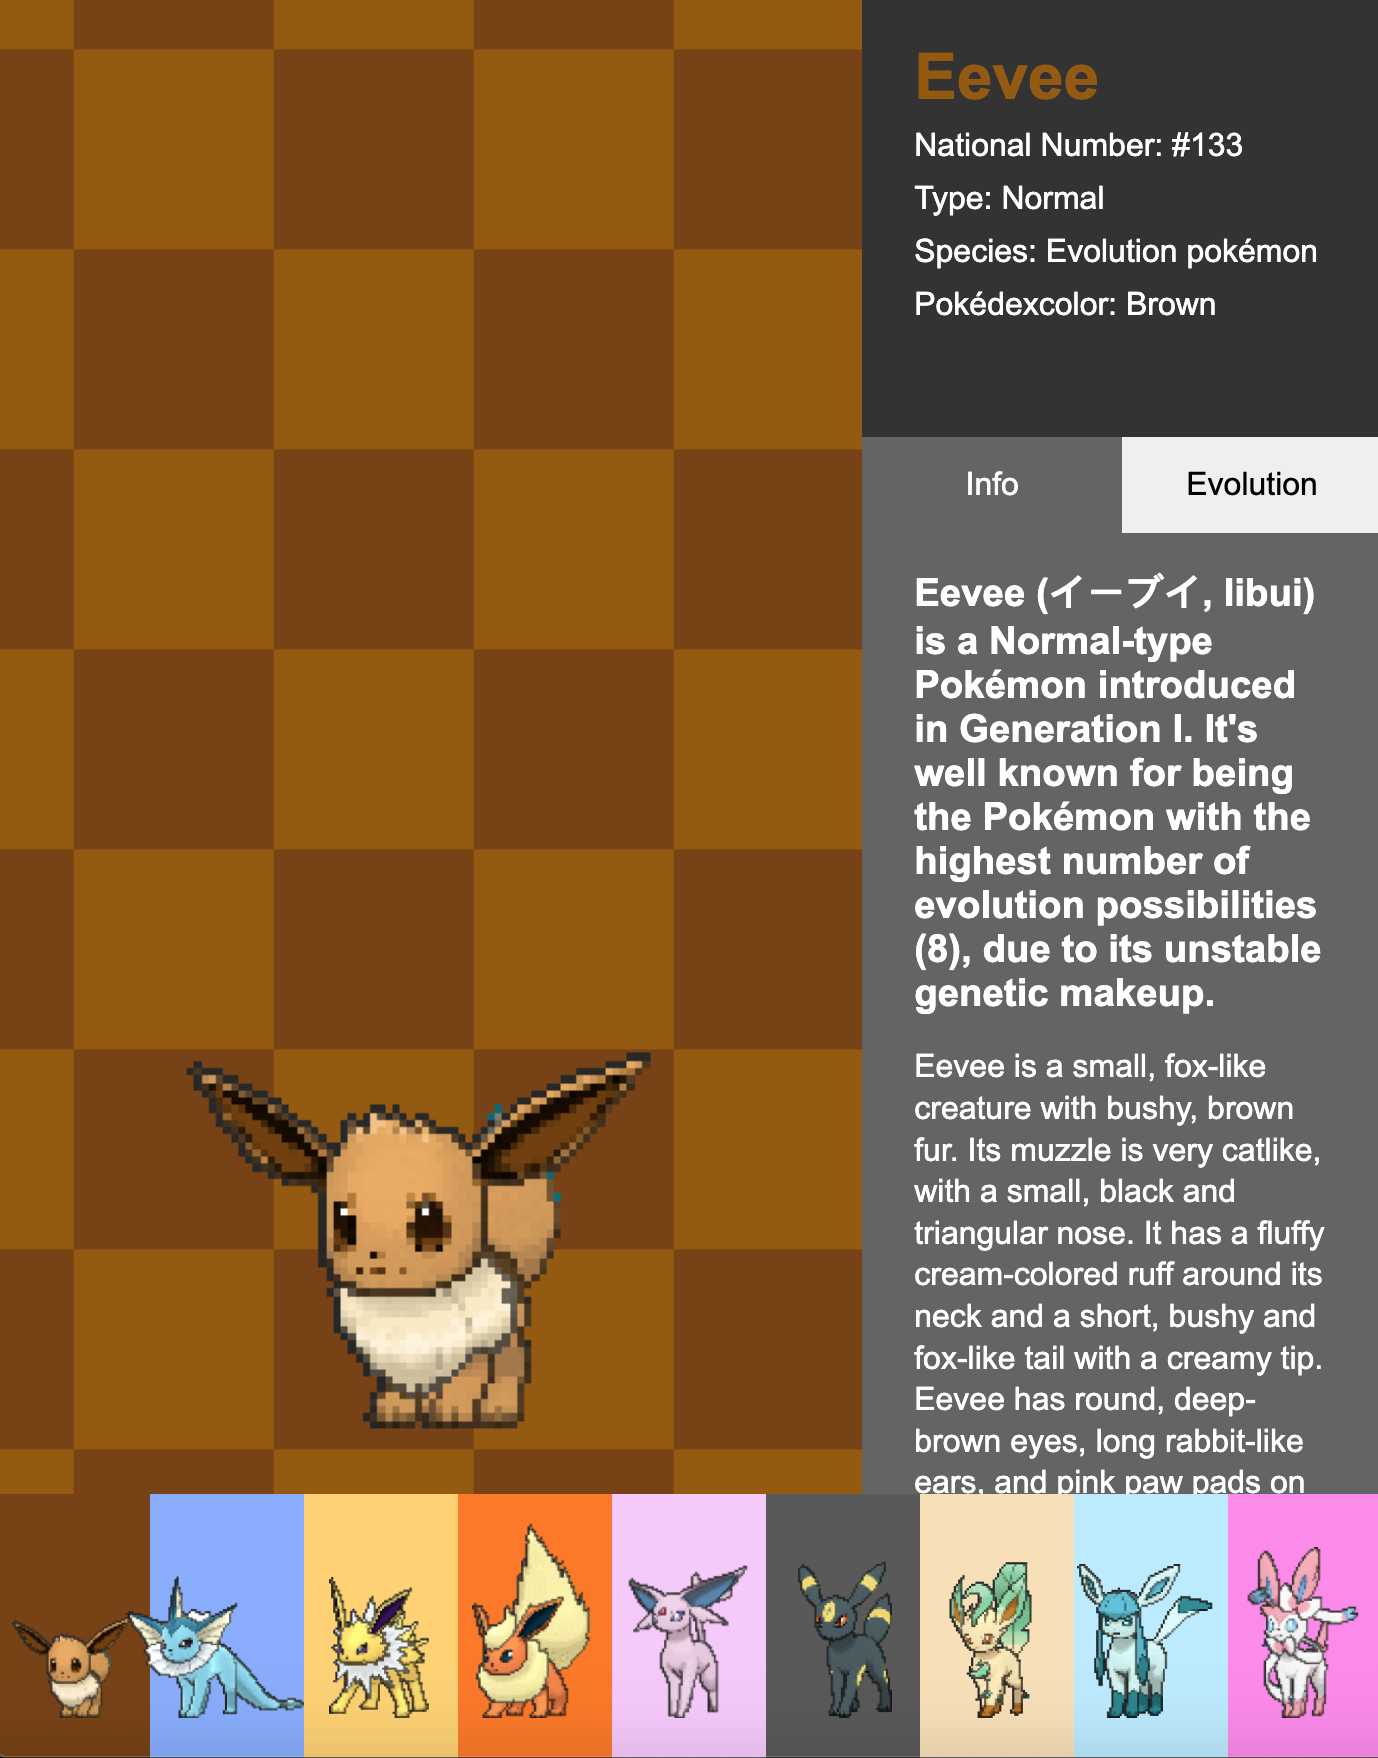 Eevee
National Number: #133
Type: Normal
Species: Evolution pokémon
Pokédexcolor: Brown
Info
Evolution
Eevee (イーブイ, Iibui)
is a Normal-type
Pokémon introduced
in Generation I. It's
well known for being
the Pokémon with the
highest number of
evolution possibilities
(8), due to its unstable
genetic makeup.
Eevee is a small, fox-like
creature with bushy, brown
fur. Its muzzle is very catlike,
with a small, black and
triangular nose. It has a fluffy
cream-colored ruff around its
neck and a short, bushy and
fox-like tail with a creamy tip.
Eevee has round, deep-
brown eyes, long rabbit-like
ears, and pink paw pads on